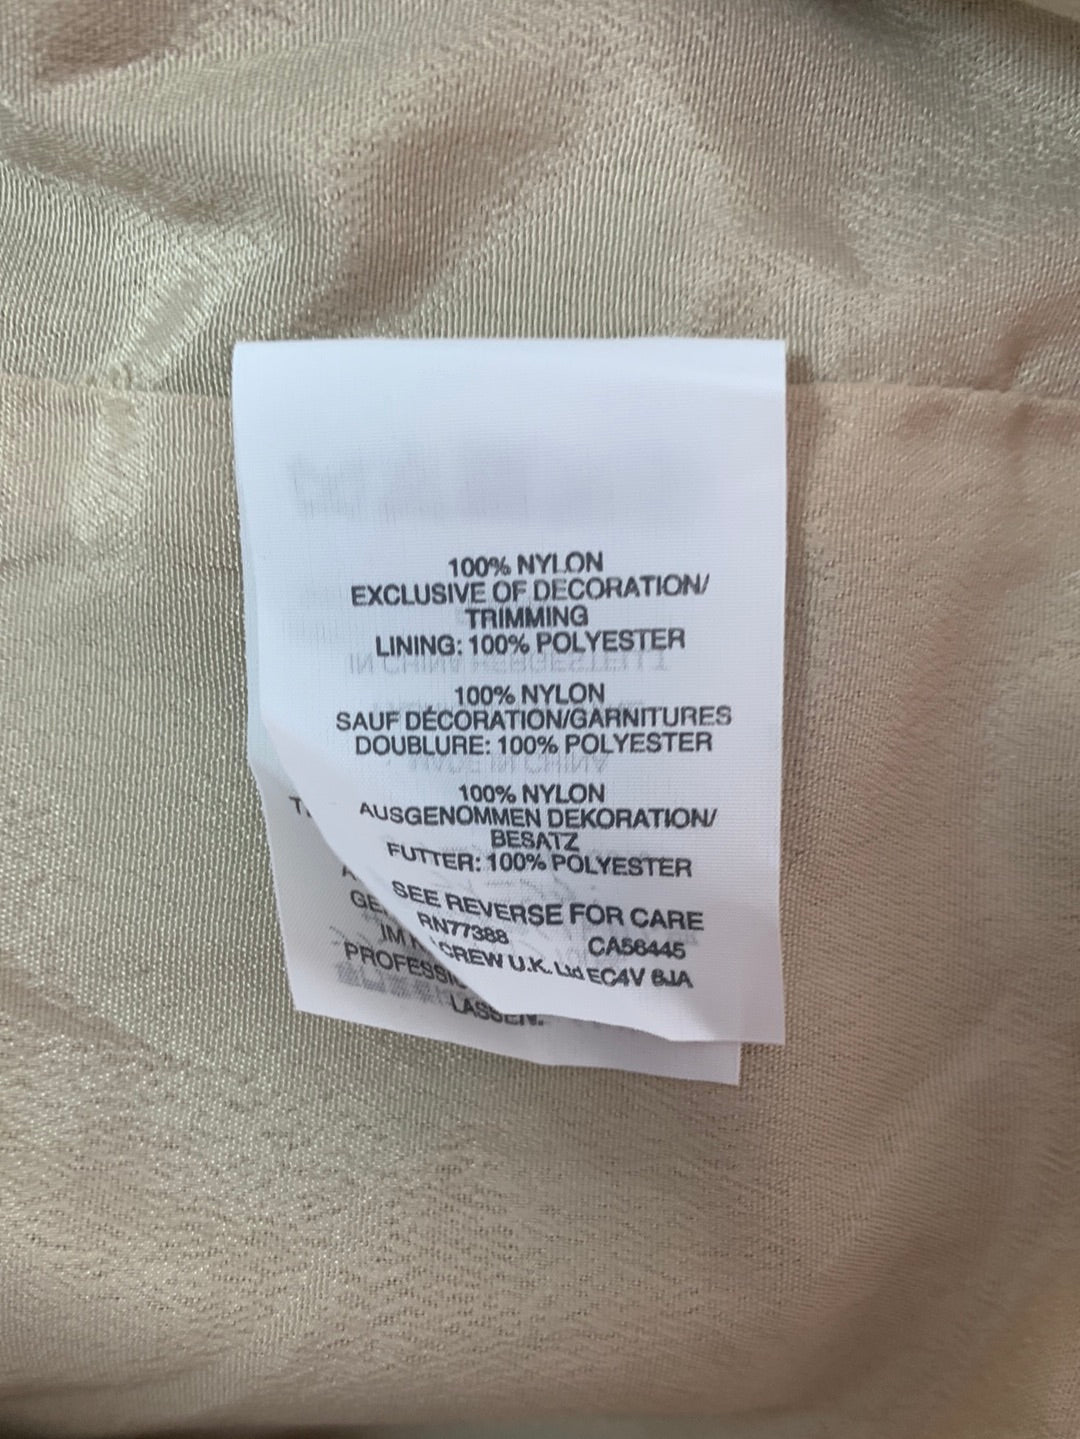 100% NYLON
EXCLUSIVE OF DECORATION/
TRIMMING
LINING: 100% POLYESTER
100% NYLON
SAUF DÉCORATION/GARNITURES
DOUBLURE: 100% POLYESTER
100% NYLON
AUSGENOMMEN DEKORATION/
BESATZ
FUTTER: 100% POLYESTER
SEE REVERSE FOR CARE
RN77388 CA56445
CREW U.K. Ltd EC4V 6JA
IM
LASSEN.